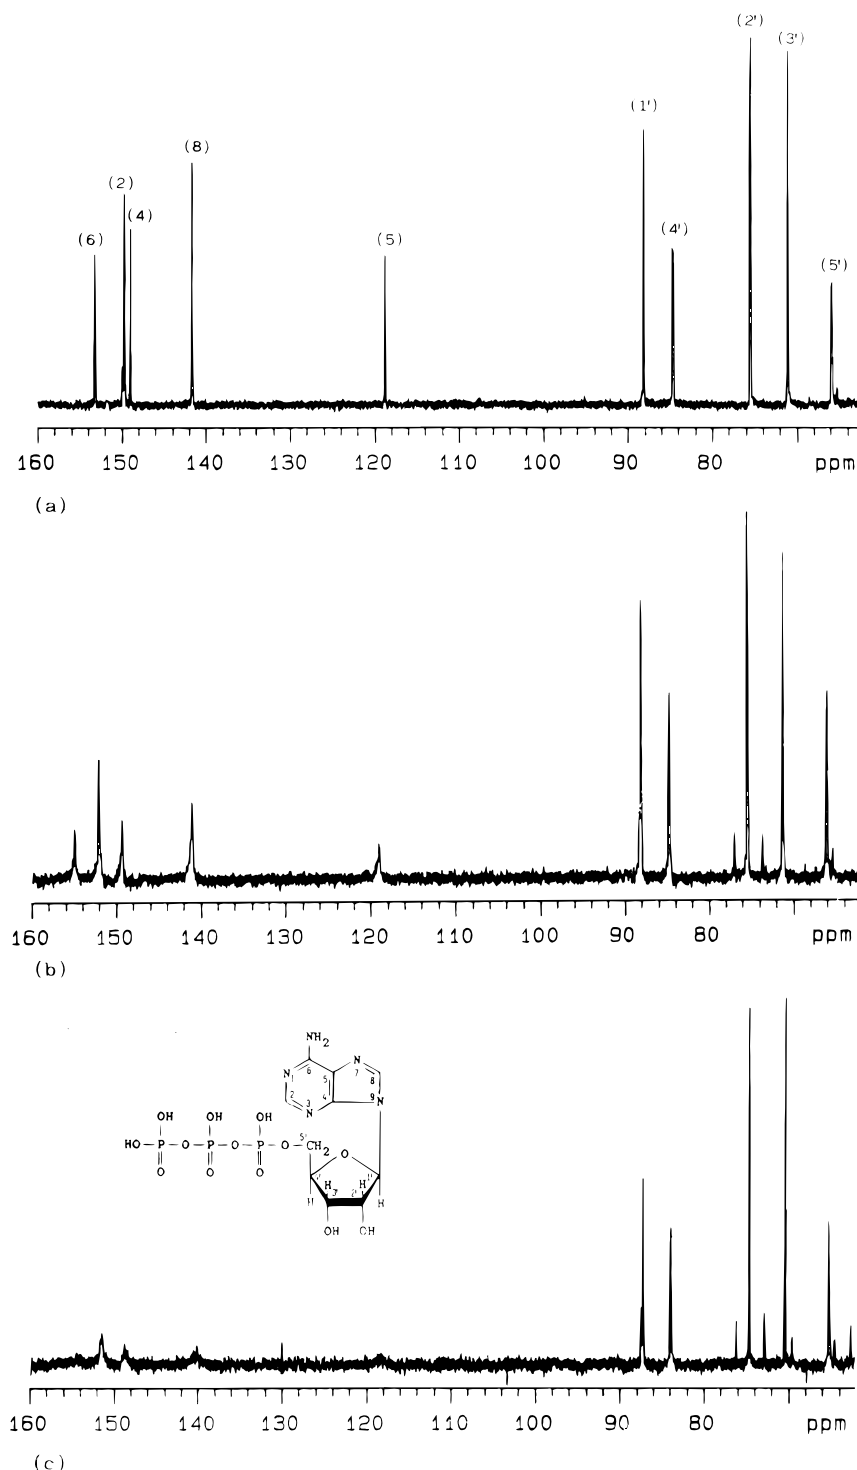 (2')
(3')
(1')
(8)
(2)
(4)
(4')
(6)
(5)
(5')
160 150 140 130 120 110 100 90 80 ppm
(a)
160 150 140 130 120 110 100 90 80 ppm
(b)
NH2
N 1 6 5 N 7 8
2 N 3 4 9 N
OH OH OH
HO-P-O-P-O-P-O-5'CH2 O
O O O
H H 3' 2' H H
OH OH
160 150 140 130 120 110 100 90 80 ppm
(c)